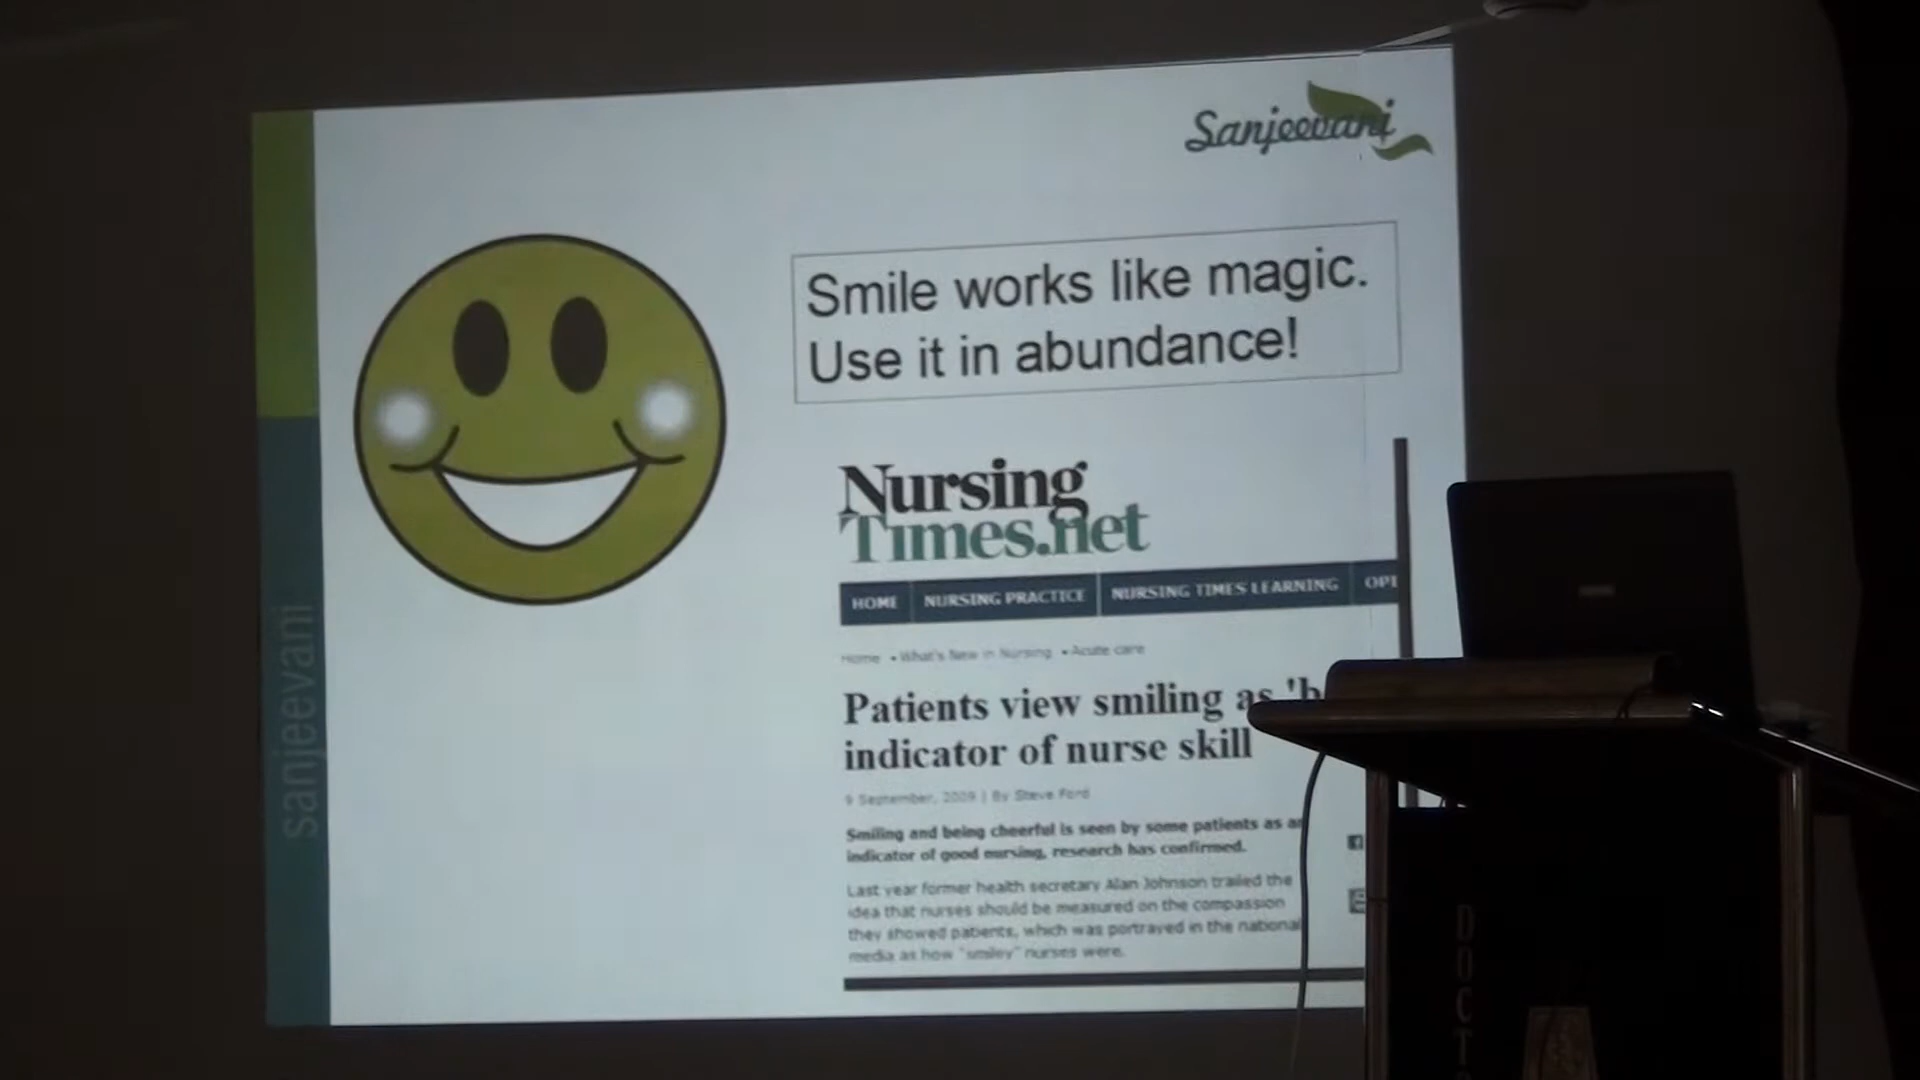 Sanjeevani
Smile works like magic.
Use it in abundance!
Nursing
Times.net
HOME NURSING PRACTICE NURSING TIMES LEARNING
Home • What's New in Nursing • Acute care
Patients view smiling as
indicator of nurse skill
9 September, 2009 | By Steve Ford
Smiling and being cheerful is seen by some patients as
indicator of good nursing, research has confirmed.
Last year former health secretary Alan Johnson trailed the
idea that nurses should be measured on the compassion
they showed patients, which was portrayed in the national
media as how "smiley" nurses were.
sanjeevani